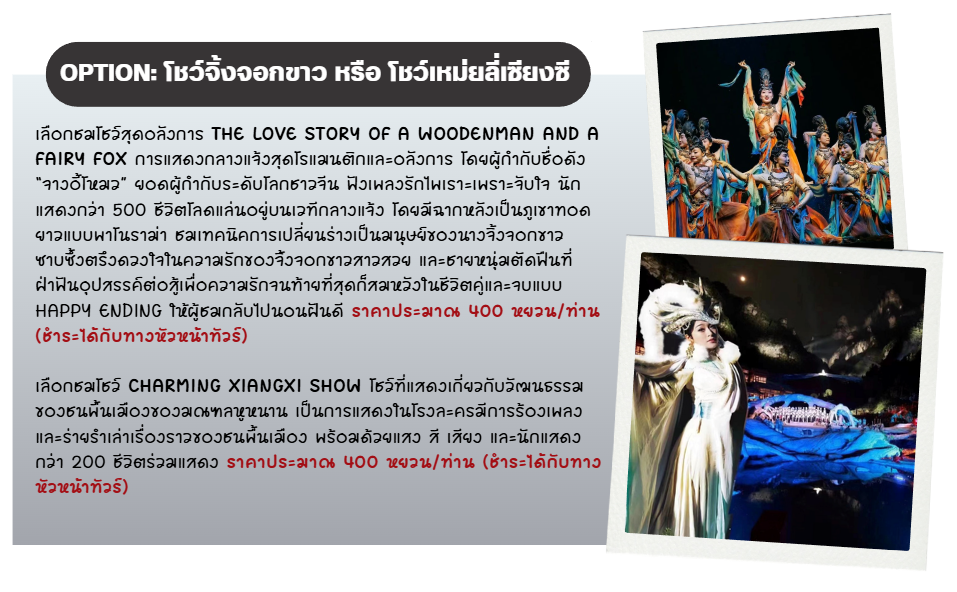 OPTION: โชว์จิ้งจอกขาว หรือ โชว์เหม่ยลี่เซียงซี
เลือกชมโชว์สุดอลังการ THE LOVE STORY OF A WOODENMAN AND A
FAIRY FOX การแสดงกลางแจ้งสุดโรแมนติกและอลังการ โดยผู้กำกับชื่อดัง
“จางอี้โหมว” ยอดผู้กำกับระดับโลกชาวจีน ฟังเพลงรักไพเราะเพราะจับใจ นัก
แสดงกว่า 500 ชีวิตโลดแล่นอยู่บนเวทีกลางแจ้ง โดยมีฉากหลังเป็นภูเขาทอด
ยาวแบบพาโนราม่า ชมเทคนิคการเปลี่ยนร่างเป็นมนุษย์ของนางจิ้งจอกขาว
ซาบซึ้งตรึงดวงใจในความรักของจิ้งจอกขาวสาวสวย และชายหนุ่มตัดฟืนที่
ฝ่าฟันอุปสรรค์ต่อสู้เพื่อความรักจนท้ายที่สุดก็สมหวังในชีวิตคู่และจบแบบ
HAPPY ENDING ให้ผู้ชมกลับไปนอนฝันดี ราคาประมาณ 400 หยวน/ท่าน
(ชำระได้กับทางหัวหน้าทัวร์)
เลือกชมโชว์ CHARMING XIANGXI SHOW โชว์ที่แสดงเกี่ยวกับวัฒนธรรม
ของชนพื้นเมืองของมณฑลหูหนาน เป็นการแสดงในโรงละครมีการร้องเพลง
และร่ายรำเล่าเรื่องราวของชนพื้นเมือง พร้อมด้วยแสง สี เสียง และนักแสดง
กว่า 200 ชีวิตร่วมแสดง ราคาประมาณ 400 หยวน/ท่าน (ชำระได้กับทาง
หัวหน้าทัวร์)